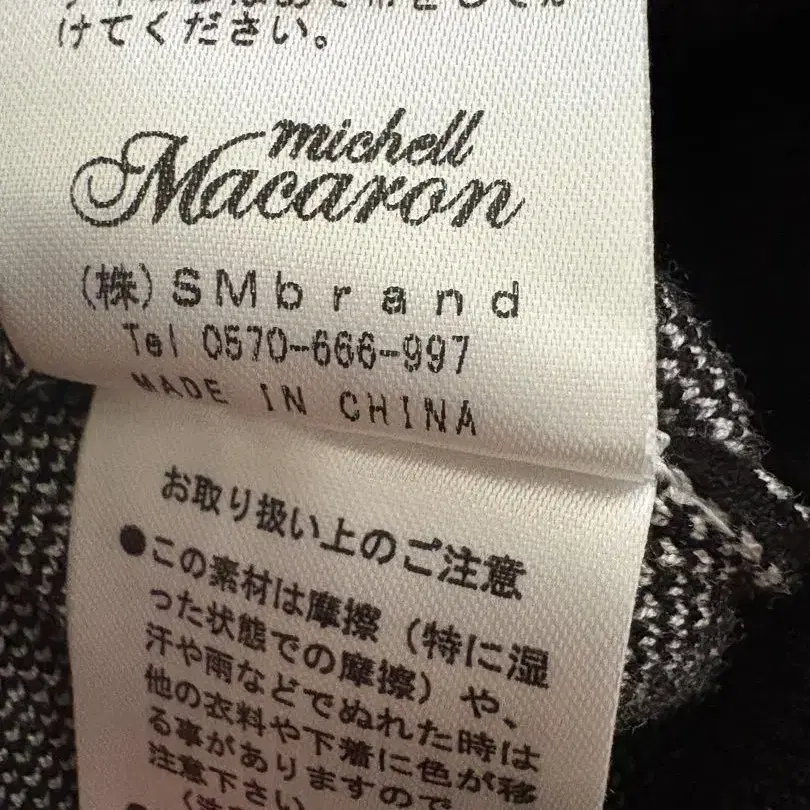 けてください。
michell
Macaron
(株)SMbrand
Tel 0570-666-997
MADE IN CHINA
お取り扱い上のご注意
●この素材は摩擦(特に湿
った状態での摩擦)や、
汗や雨などでぬれた時は
他の衣料や下着に色が移
る事がありますので
注意下さい